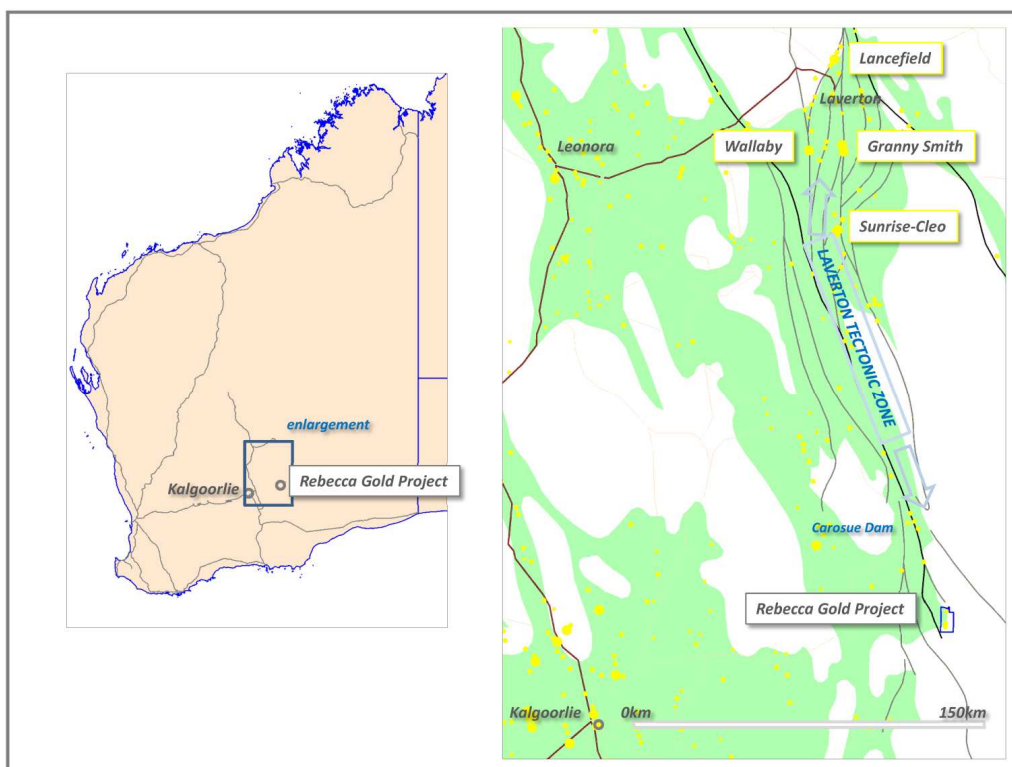 enlargement
Kalgoorlie
Rebecca Gold Project
Lancefield
Laverton
Leonora
Wallaby
Granny Smith
Sunrise-Cleo
LAVERTON TECTONIC ZONE
Carosue Dam
Rebecca Gold Project
Kalgoorlie
0km
150km